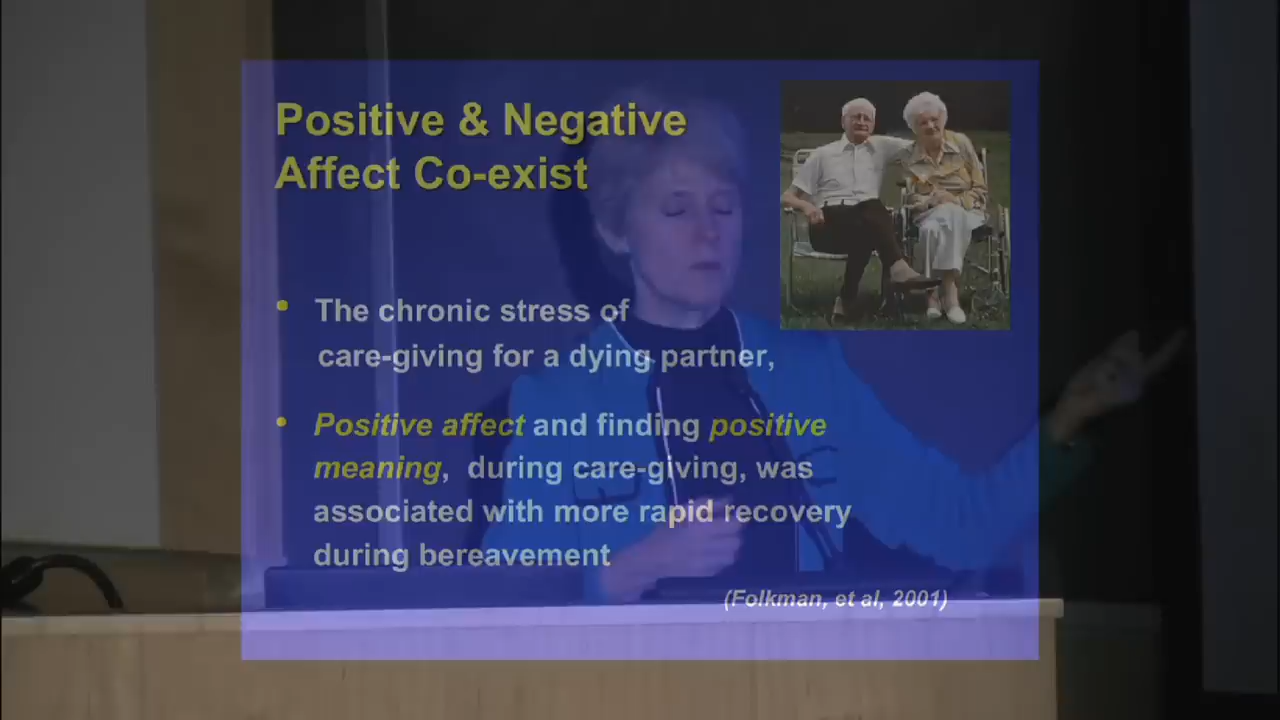 Positive & Negative
Affect Co-exist
• The chronic stress of
care-giving for a dying partner,
• Positive affect and finding positive
meaning, during care-giving, was
associated with more rapid recovery
during bereavement
(Folkman, et al, 2001)